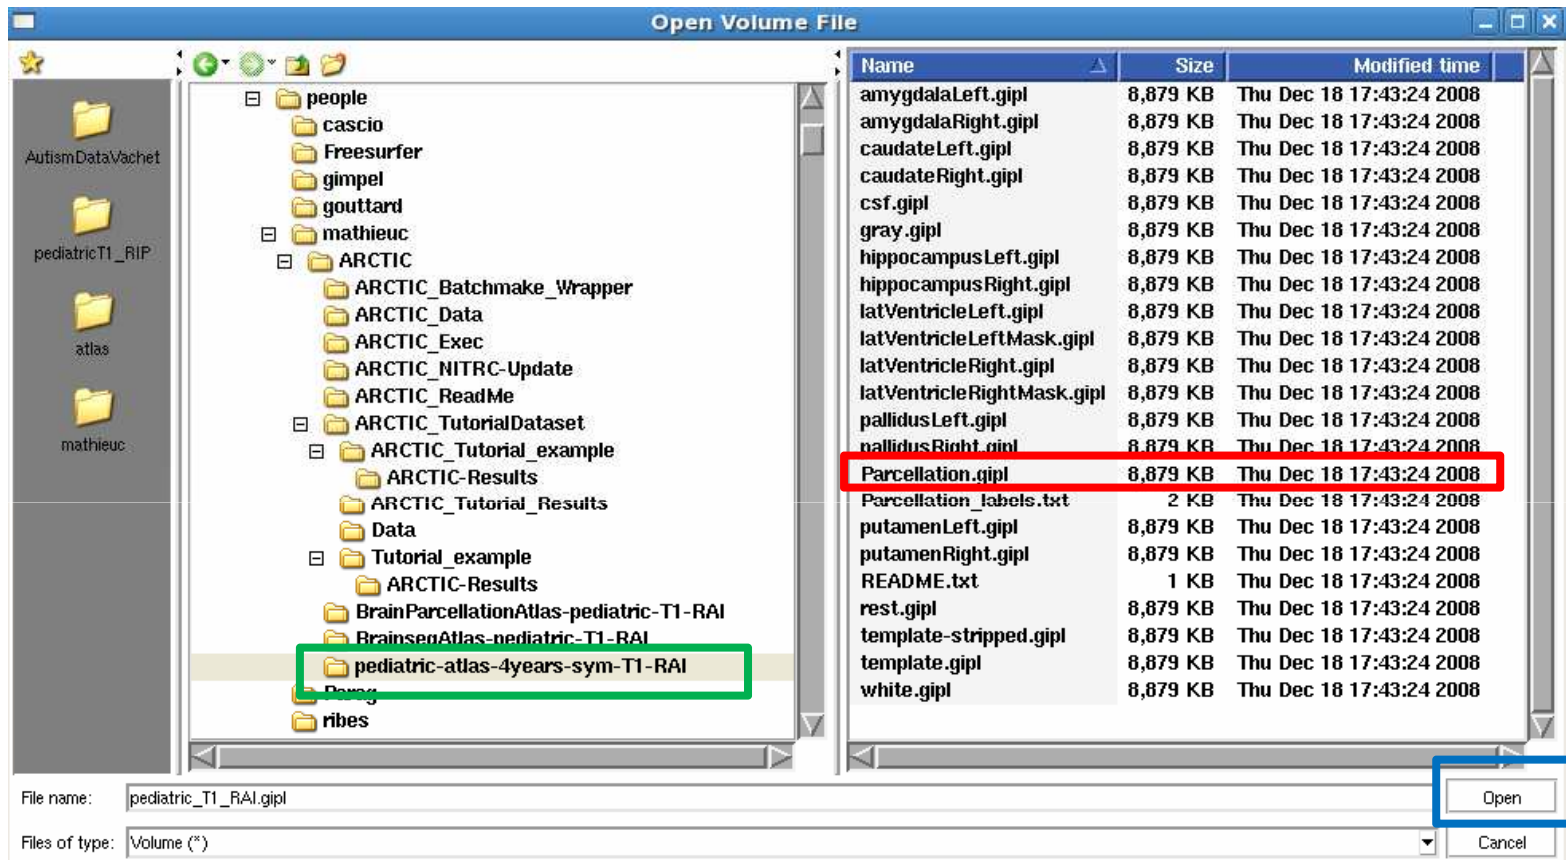 Open Volume File
AutismDataVachet
pediatricT1_RIP
atlas
mathieuc
people
cascio
Freesurfer
gimpel
gouttard
mathieuc
ARCTIC
ARCTIC_Batchmake_Wrapper
ARCTIC_Data
ARCTIC_Exec
ARCTIC_NITRC-Update
ARCTIC_ReadMe
ARCTIC_TutorialDataset
ARCTIC_Tutorial_example
ARCTIC-Results
ARCTIC_Tutorial_Results
Data
Tutorial_example
ARCTIC-Results
BrainParcellationAtlas-pediatric-T1-RAI
BrainsegAtlas-pediatric-T1-RAI
pediatric-atlas-4years-sym-T1-RAI
Parag
ribes
Name Size Modified time
amygdalaLeft.gipl 8,879 KB Thu Dec 18 17:43:24 2008
amygdalaRight.gipl 8,879 KB Thu Dec 18 17:43:24 2008
caudateLeft.gipl 8,879 KB Thu Dec 18 17:43:24 2008
caudateRight.gipl 8,879 KB Thu Dec 18 17:43:24 2008
csf.gipl 8,879 KB Thu Dec 18 17:43:24 2008
gray.gipl 8,879 KB Thu Dec 18 17:43:24 2008
hippocampusLeft.gipl 8,879 KB Thu Dec 18 17:43:24 2008
hippocampusRight.gipl 8,879 KB Thu Dec 18 17:43:24 2008
latVentricleLeft.gipl 8,879 KB Thu Dec 18 17:43:24 2008
latVentricleLeftMask.gipl 8,879 KB Thu Dec 18 17:43:24 2008
latVentricleRight.gipl 8,879 KB Thu Dec 18 17:43:24 2008
latVentricleRightMask.gipl 8,879 KB Thu Dec 18 17:43:24 2008
pallidusLeft.gipl 8,879 KB Thu Dec 18 17:43:24 2008
pallidusRight.gipl 8,879 KB Thu Dec 18 17:43:24 2008
Parcellation.gipl 8,879 KB Thu Dec 18 17:43:24 2008
Parcellation_labels.txt 2 KB Thu Dec 18 17:43:24 2008
putamenLeft.gipl 8,879 KB Thu Dec 18 17:43:24 2008
putamenRight.gipl 8,879 KB Thu Dec 18 17:43:24 2008
README.txt 1 KB Thu Dec 18 17:43:24 2008
rest.gipl 8,879 KB Thu Dec 18 17:43:24 2008
template-stripped.gipl 8,879 KB Thu Dec 18 17:43:24 2008
template.gipl 8,879 KB Thu Dec 18 17:43:24 2008
white.gipl 8,879 KB Thu Dec 18 17:43:24 2008
File name: pediatric_T1_RAI.gipl Open
Files of type: Volume (*) Cancel